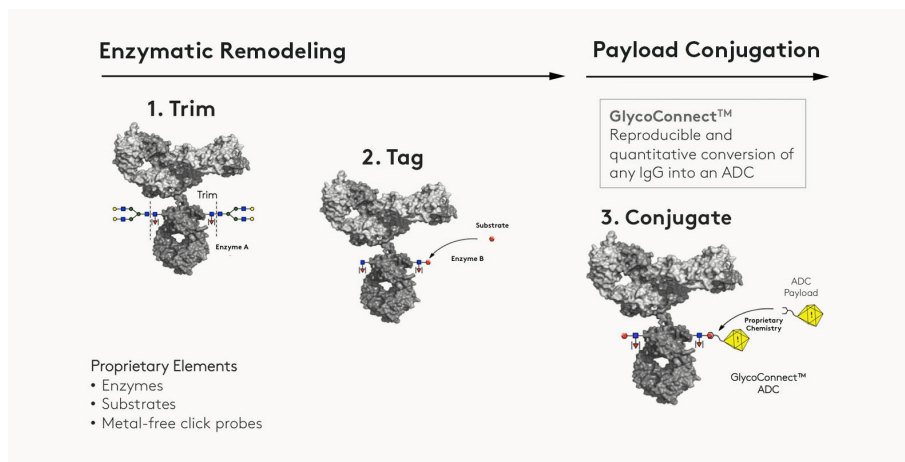 Enzymatic Remodeling
Payload Conjugation
1. Trim
Trim
Enzyme A
2. Tag
Substrate
Enzyme B
GlycoConnect™
Reproducible and
quantitative conversion of
any IgG into an ADC
3. Conjugate
ADC
Payload
Proprietary
Chemistry
GlycoConnect™
ADC
Proprietary Elements
• Enzymes
• Substrates
• Metal-free click probes